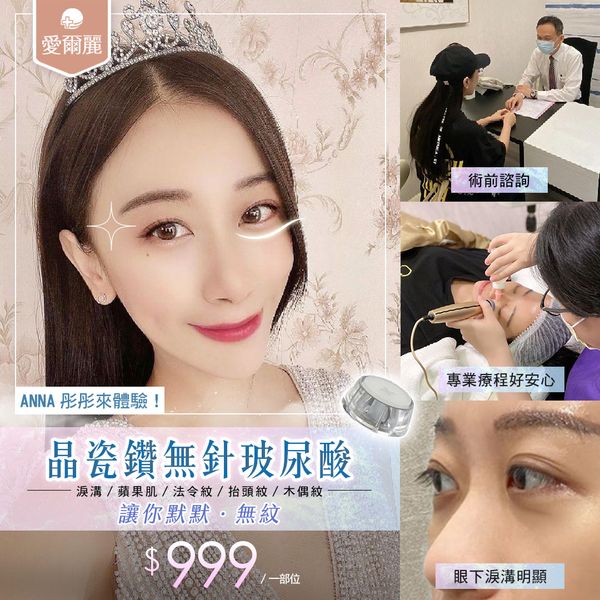 愛爾麗
術前諮詢
專業療程好安心
ANNA 彤彤來體驗！
晶瓷鑽無針玻尿酸
淚溝 / 蘋果肌 / 法令紋 / 抬頭紋 / 木偶紋
讓你默默・無紋
$999/一部位
眼下淚溝明顯